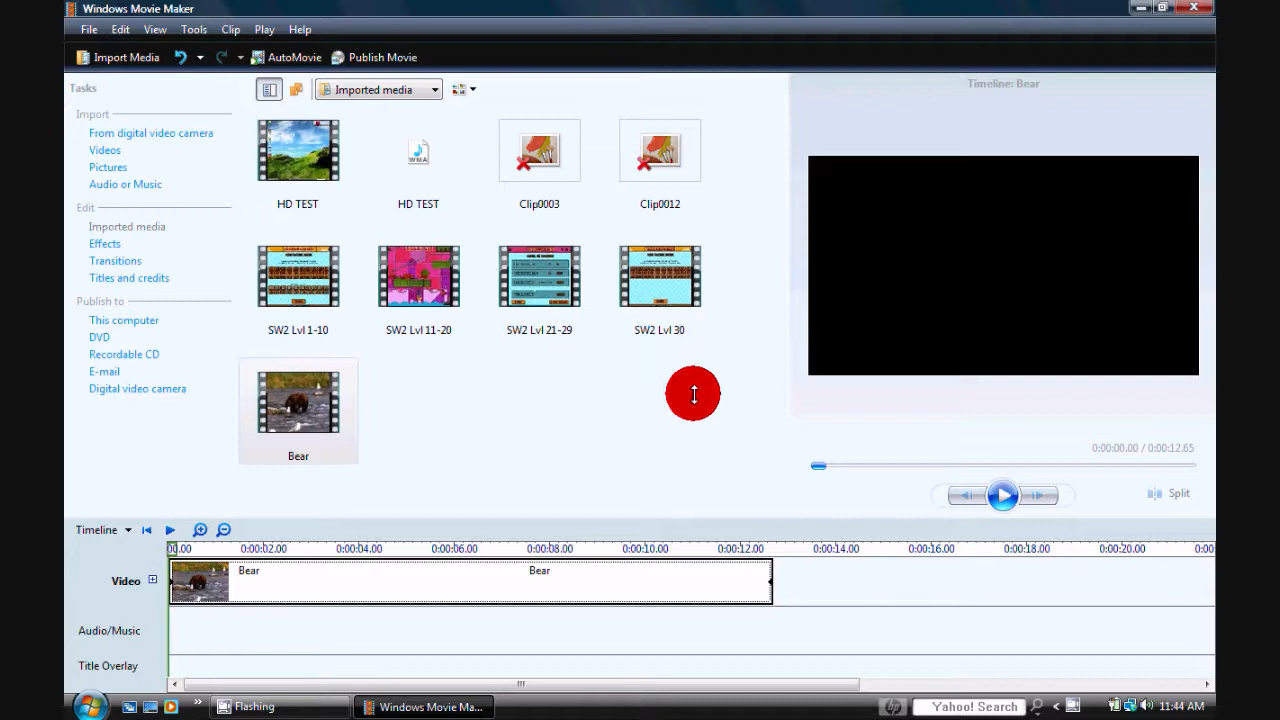 Windows Movie Maker
File Edit View Tools Clip Play Help
Import Media AutoMovie Publish Movie
Tasks
Imported media
Timeline: Bear
Import
From digital video camera
Videos
Pictures
Audio or Music
Edit
Imported media
Effects
Transitions
Titles and credits
Publish to
This computer
DVD
Recordable CD
E-mail
Digital video camera
WMA
HD TEST HD TEST Clip0003 Clip0012
SW2 Lvl 1-10 SW2 Lvl 11-20 SW2 Lvl 21-29 SW2 Lvl 30
Bear
0:00:00.00 / 0:00:12.65
Split
Timeline
00.00 0:00:02.00 0:00:04.00 0:00:06.00 0:00:08.00 0:00:10.00 0:00:12.00 0:00:14.00 0:00:16.00 0:00:18.00 0:00:20.00 0:00
Video Bear Bear
Audio/Music
Title Overlay
Flashing Windows Movie Ma... hp Yahoo! Search 11:44 AM